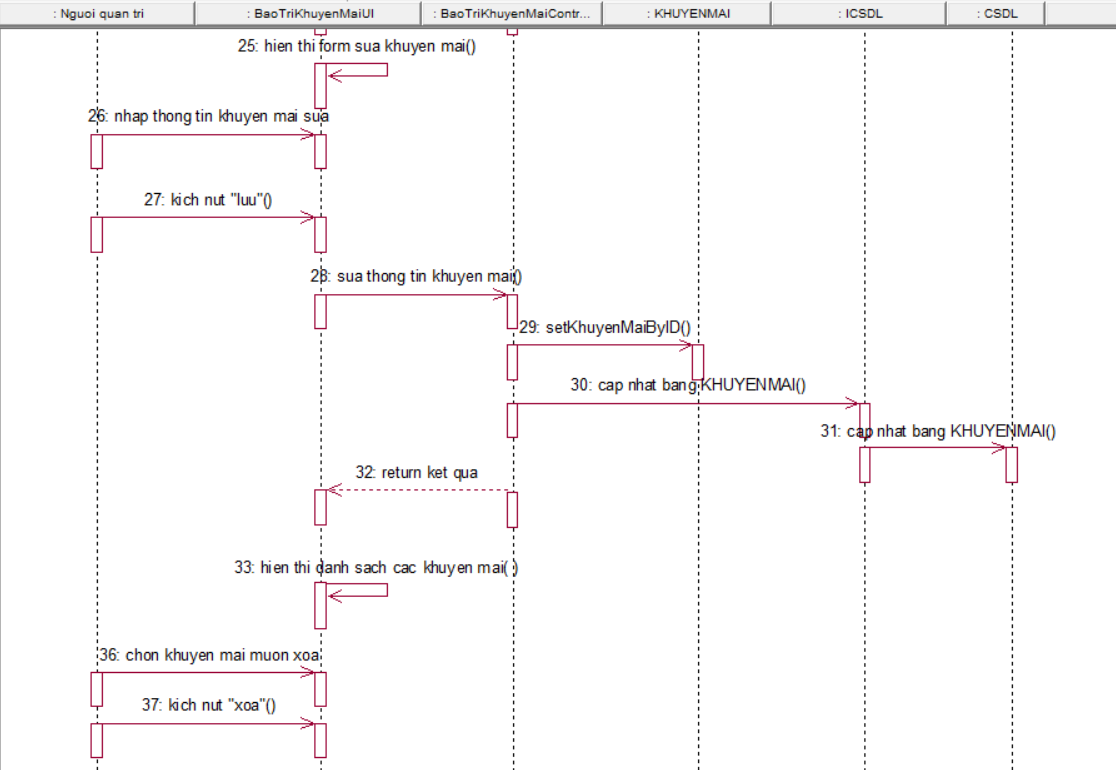 : Nguoi quan tri
: BaoTriKhuyenMaiUI
: BaoTriKhuyenMaiContr...
: KHUYENMAI
: ICSDL
: CSDL
25: hien thi form sua khuyen mai()
26: nhap thong tin khuyen mai sua
27: kich nut "luu"()
28: sua thong tin khuyen mai()
29: setKhuyenMaiByID()
30: cap nhat bang KHUYENMAI()
31: cap nhat bang KHUYENMAI()
32: return ket qua
33: hien thi danh sach cac khuyen mai( )
36: chon khuyen mai muon xoa
37: kich nut "xoa"()